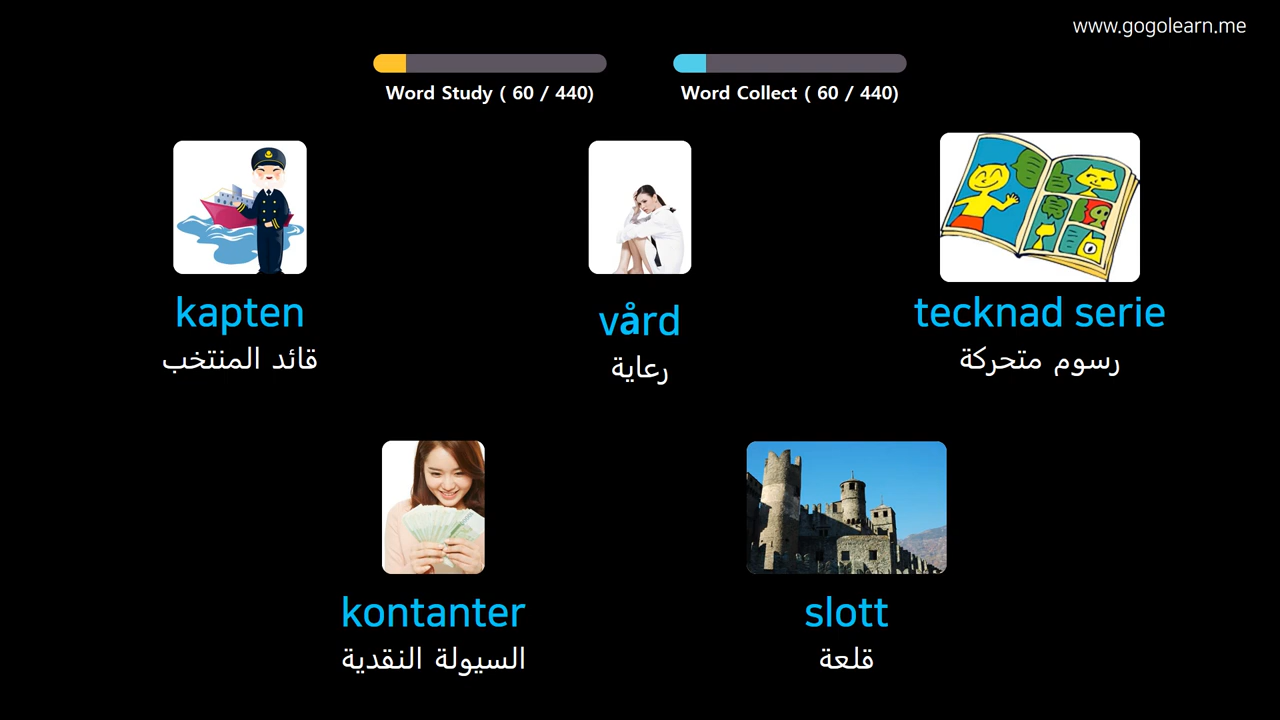 www.gogolearn.me
Word Study ( 60 / 440)
Word Collect ( 60 / 440)
kapten
قائد المنتخب
vård
رعاية
tecknad serie
رسوم متحركة
kontanter
السيولة النقدية
slott
قلعة